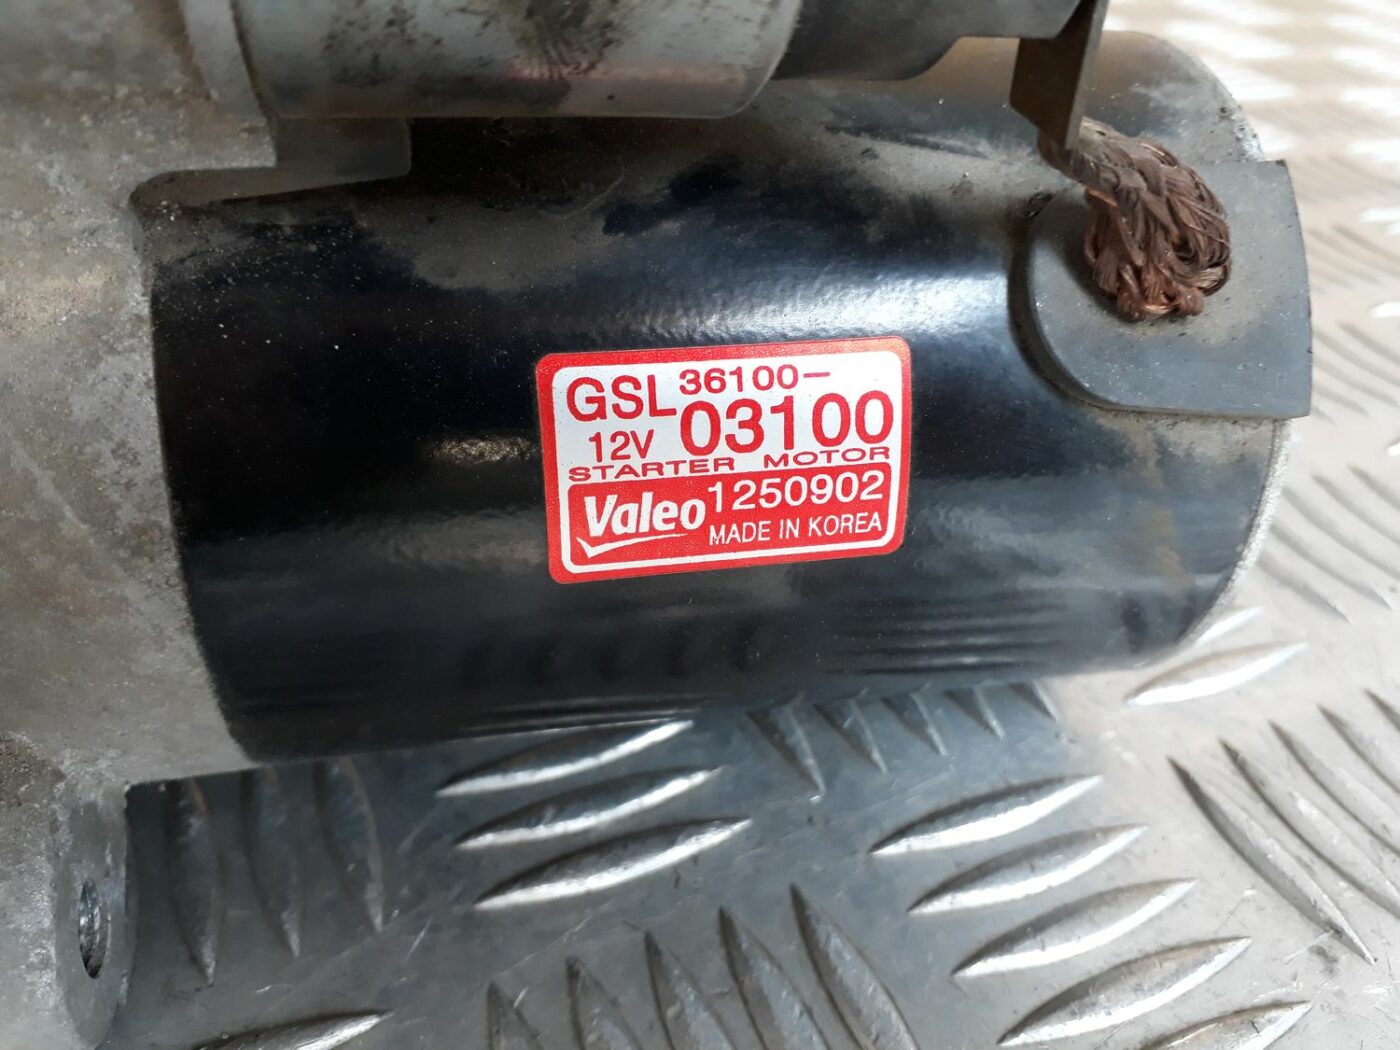 GSL 36100-
12V 03100
STARTER MOTOR
Valeo 1250902
MADE IN KOREA